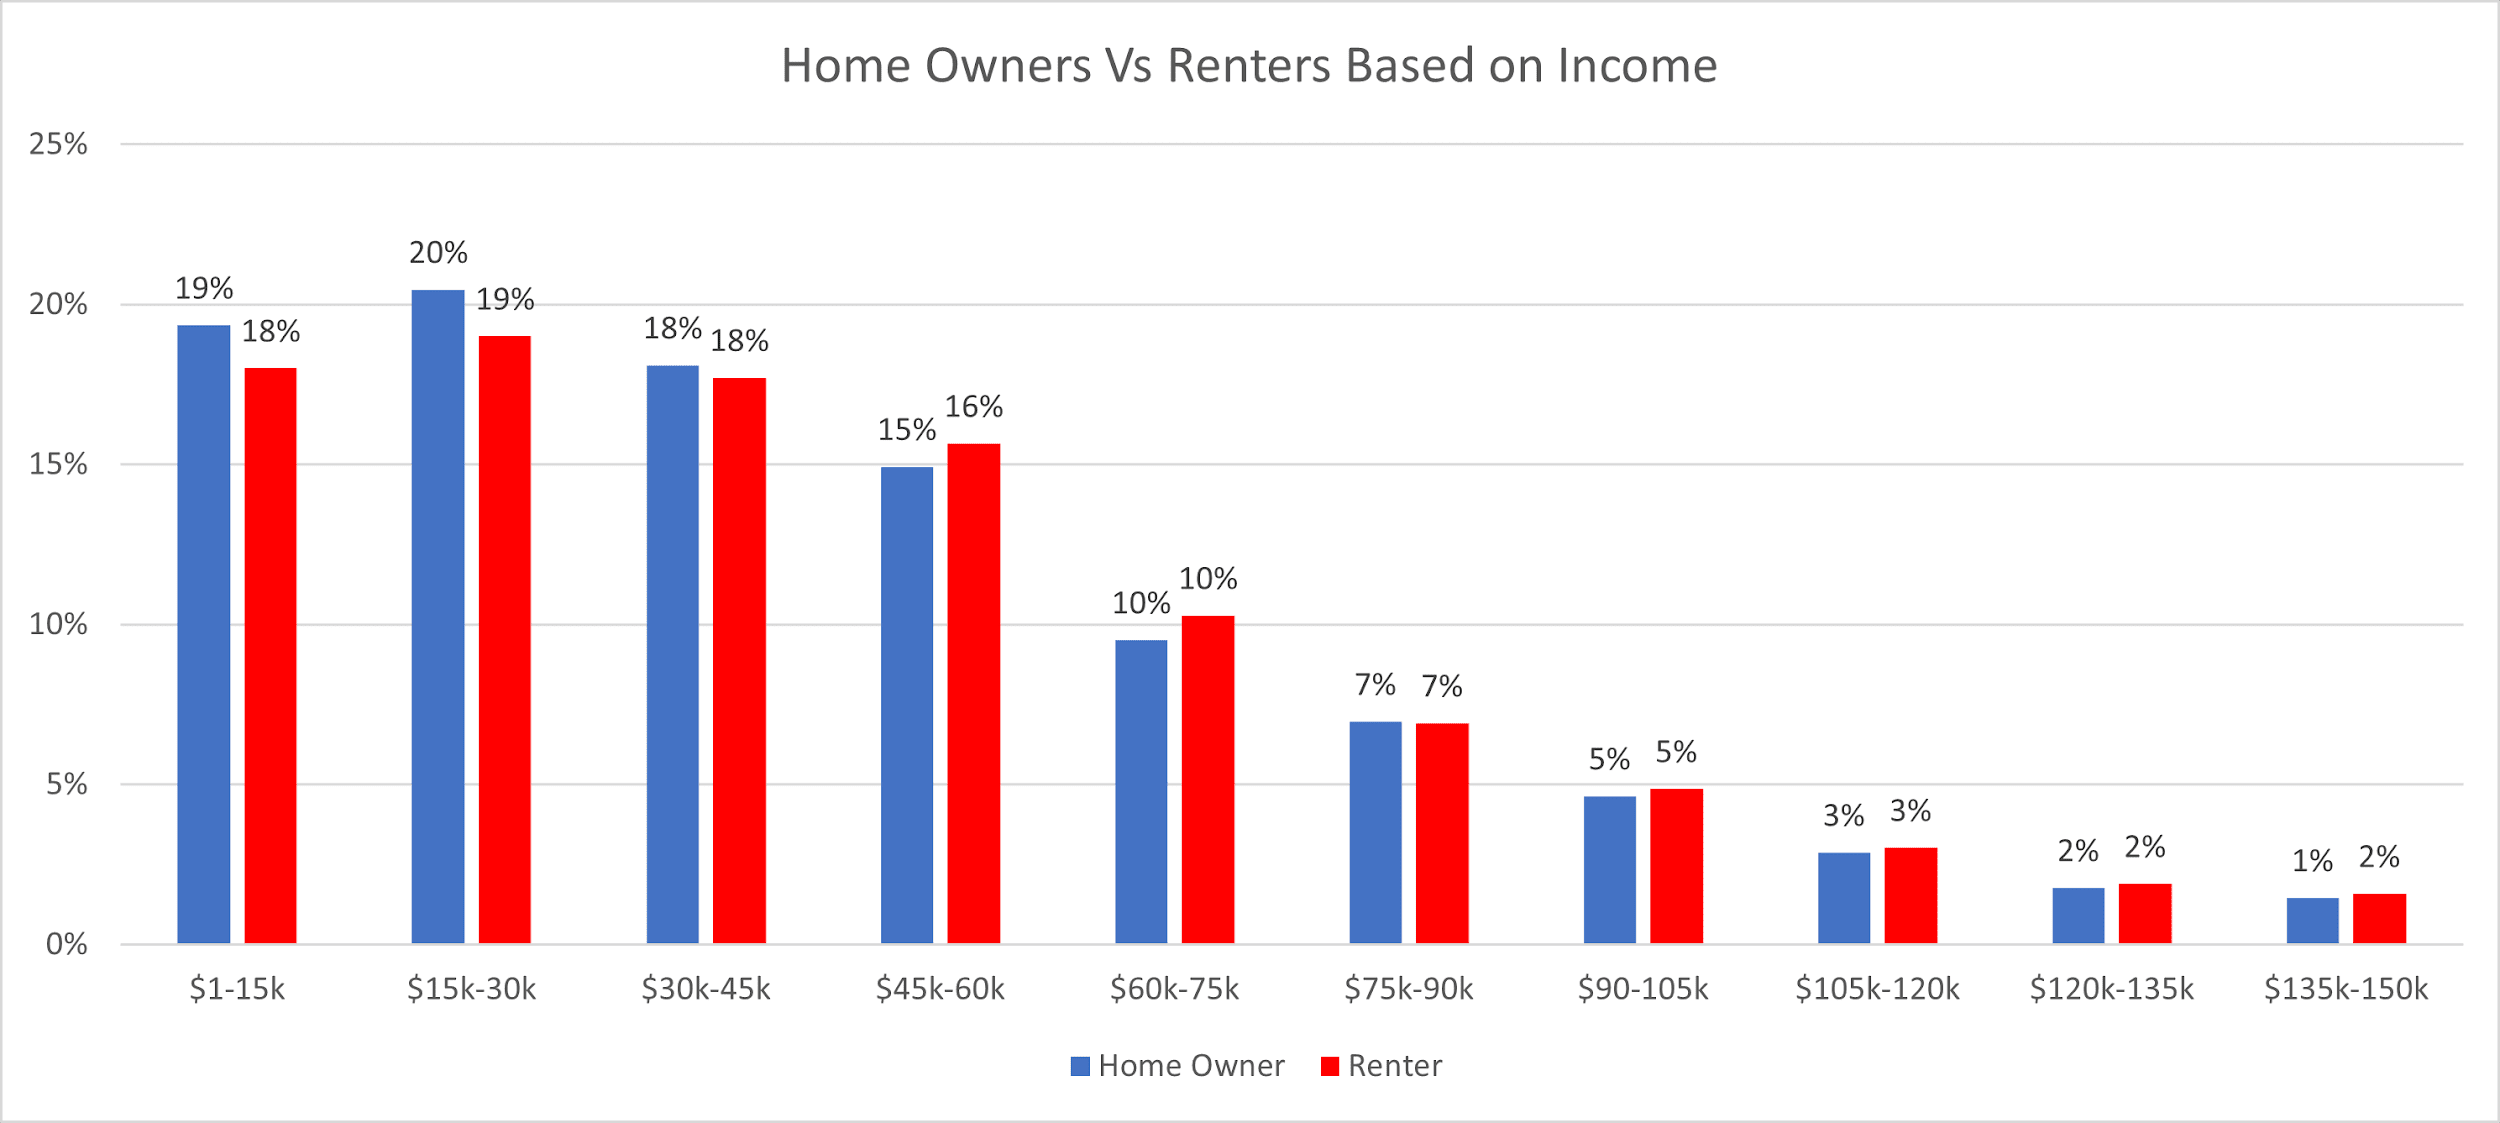 Home Owners Vs Renters Based on Income
25%
20%
15%
10%
5%
0%
19%
18%
20%
19%
18%
18%
15%
16%
10%
10%
7%
7%
5%
5%
3%
3%
2%
2%
1%
2%
$1-15k
$15k-30k
$30k-45k
$45k-60k
$60k-75k
$75k-90k
$90-105k
$105k-120k
$120k-135k
$135k-150k
Home Owner
Renter